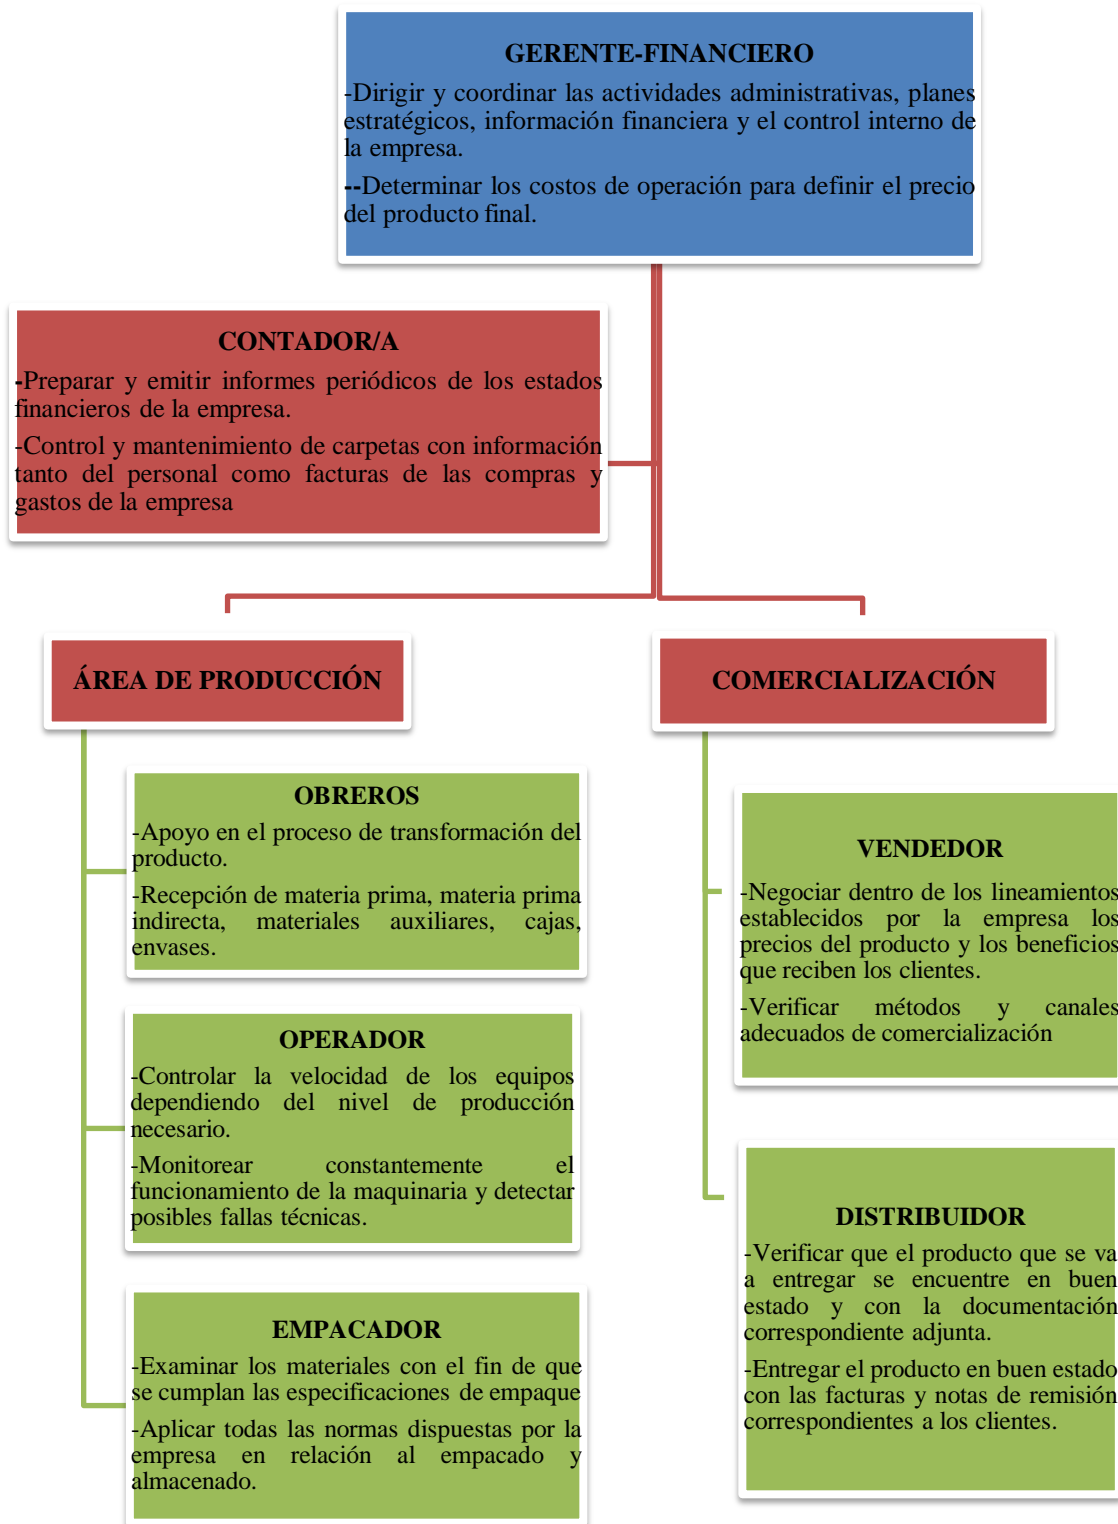 GERENTE-FINANCIERO
-Dirigir y coordinar las actividades administrativas, planes
estratégicos, información financiera y el control interno de
la empresa.
--Determinar los costos de operación para definir el precio
del producto final.
CONTADOR/A
-Preparar y emitir informes periódicos de los estados
financieros de la empresa.
-Control y mantenimiento de carpetas con información
tanto del personal como facturas de las compras y
gastos de la empresa
ÁREA DE PRODUCCIÓN
OBREROS
-Apoyo en el proceso de transformación del
producto.
-Recepción de materia prima, materia prima
indirecta, materiales auxiliares, cajas,
envases.
OPERADOR
-Controlar la velocidad de los equipos
dependiendo del nivel de producción
necesario.
-Monitorear constantemente el
funcionamiento de la maquinaria y detectar
posibles fallas técnicas.
EMPACADOR
-Examinar los materiales con el fin de que
se cumplan las especificaciones de empaque
-Aplicar todas las normas dispuestas por la
empresa en relación al empacado y
almacenado.
COMERCIALIZACIÓN
VENDEDOR
-Negociar dentro de los lineamientos
establecidos por la empresa los
precios del producto y los beneficios
que reciben los clientes.
-Verificar métodos y canales
adecuados de comercialización
DISTRIBUIDOR
-Verificar que el producto que se va
a entregar se encuentre en buen
estado y con la documentación
correspondiente adjunta.
-Entregar el producto en buen estado
con las facturas y notas de remisión
correspondientes a los clientes.